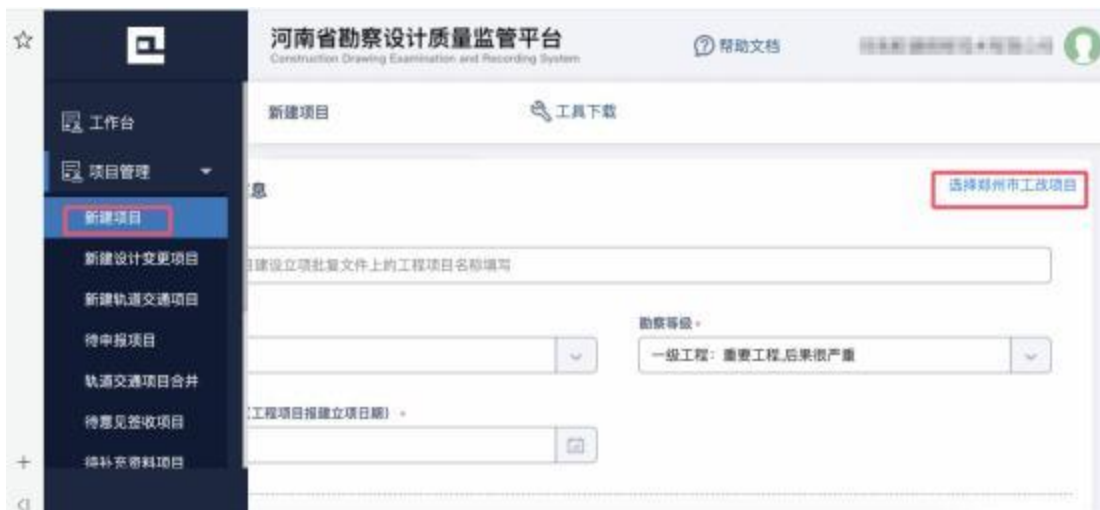 河南省勘察设计质量监管平台
Construction Drawing Examination and Recording System
帮助文档
工作台
新建项目
工具下载
项目管理
息
选择郑州市工改项目
新建项目
建设立项批复文件上的工程项目名称填写
新建设计变更项目
新建轨道交通项目
勘察等级
待申报项目
一级工程：重要工程,后果很严重
轨道交通项目合并
工程项目报建立项日期)
待意见签收项目
待补充资料项目